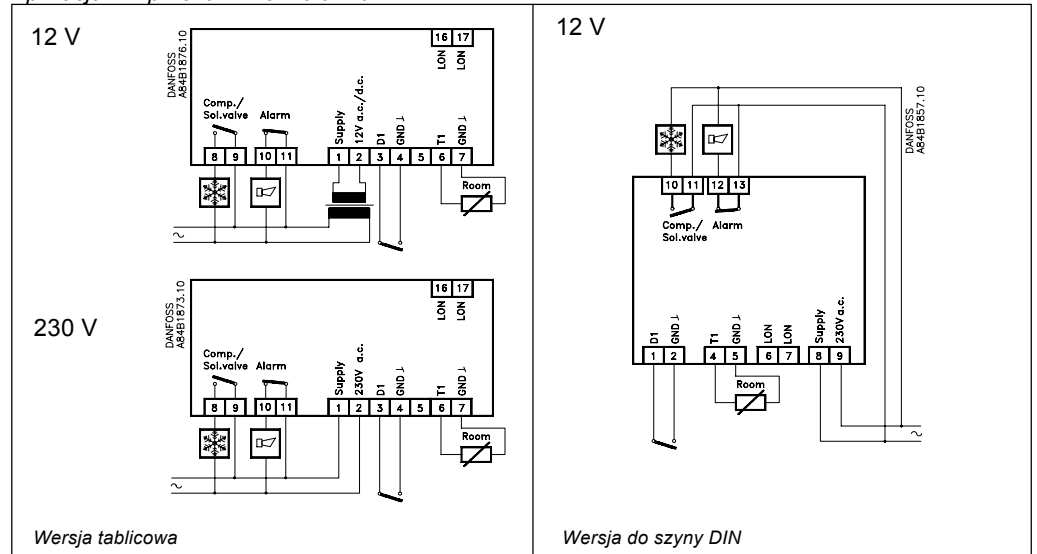 12 V
DANFOSS
A84B1876.10
16 17
LON LON
Comp./
Sol.valve Alarm
Supply
12V a.c./d.c.
D1
GND
T1
GND
8 9 10 11 1 2 3 4 5 6 7
Room
~
230 V
DANFOSS
A84B1873.10
16 17
LON LON
Comp./
Sol.valve Alarm
Supply
230V a.c.
D1
GND
T1
GND
8 9 10 11 1 2 3 4 5 6 7
Room
~
Wersja tablicowa
12 V
DANFOSS
A84B1857.10
10 11 12 13
Comp./
Sol.valve Alarm
D1
GND
T1
GND
LON
LON
Supply
230V a.c.
1 2 4 5 6 7 8 9
Room
~
Wersja do szyny DIN